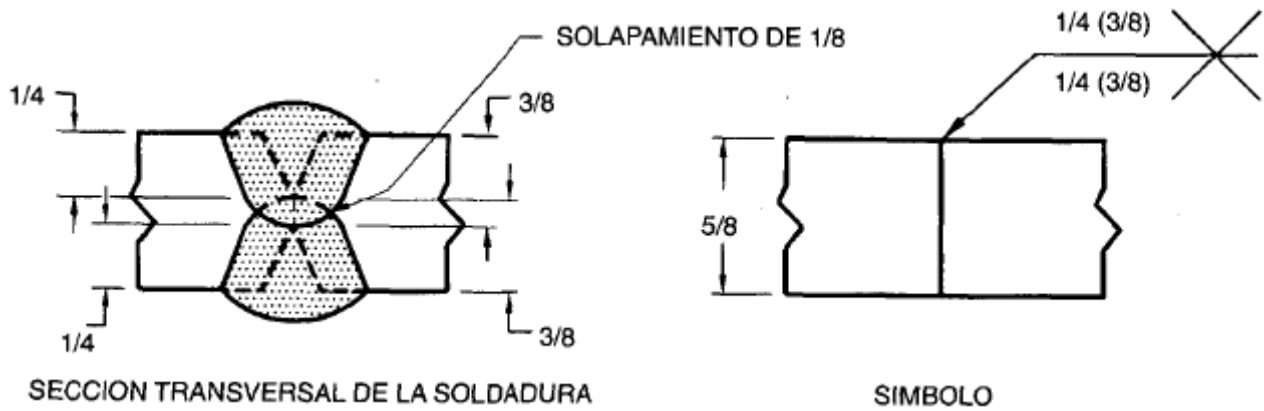 SOLAPAMIENTO DE 1/8
1/4 (3/8)
1/4 (3/8)
1/4
3/8
5/8
1/4
3/8
SECCION TRANSVERSAL DE LA SOLDADURA
SIMBOLO